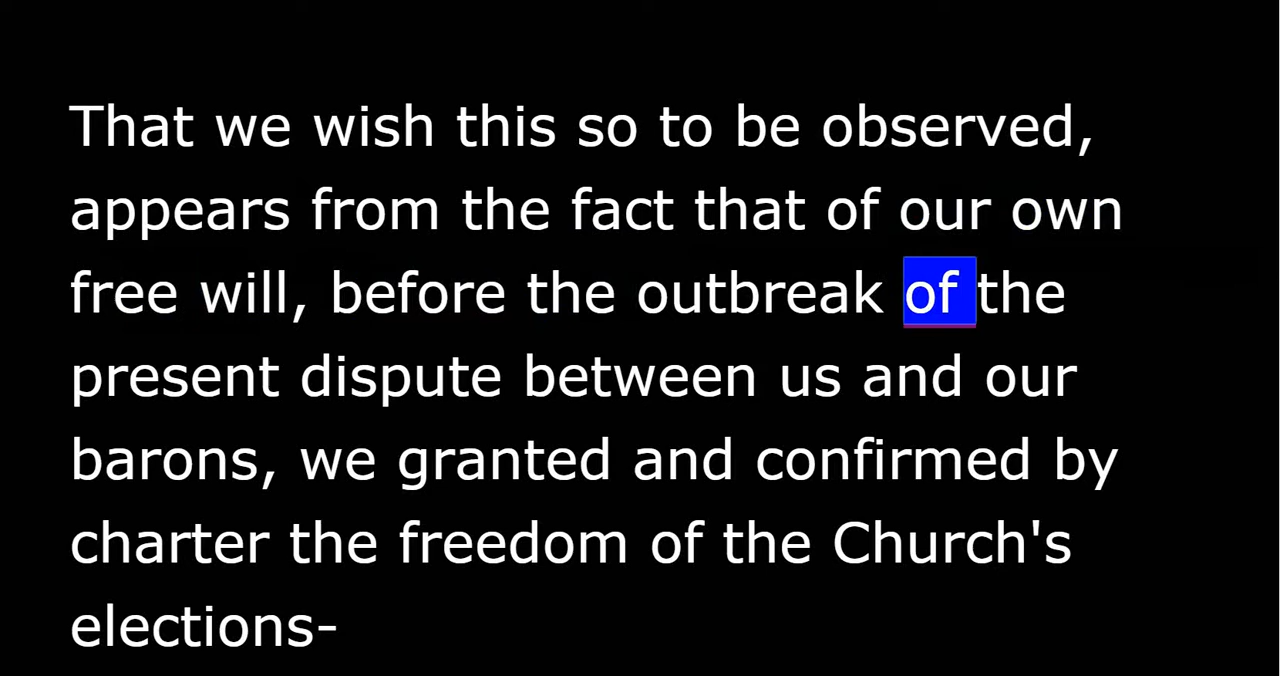 That we wish this so to be observed,
appears from the fact that of our own
free will, before the outbreak of the
present dispute between us and our
barons, we granted and confirmed by
charter the freedom of the Church's
elections-